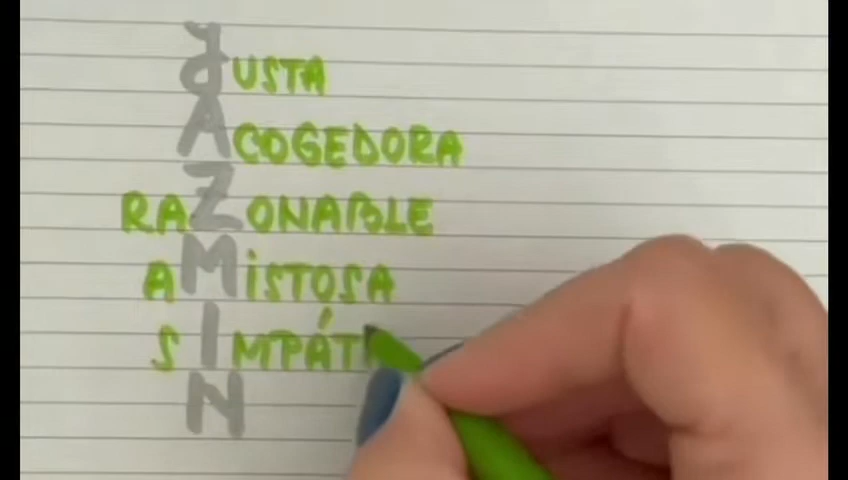 JUSTA
ACOGEDORA
RAZONABLE
AMISTOSA
SIMPÁT
N